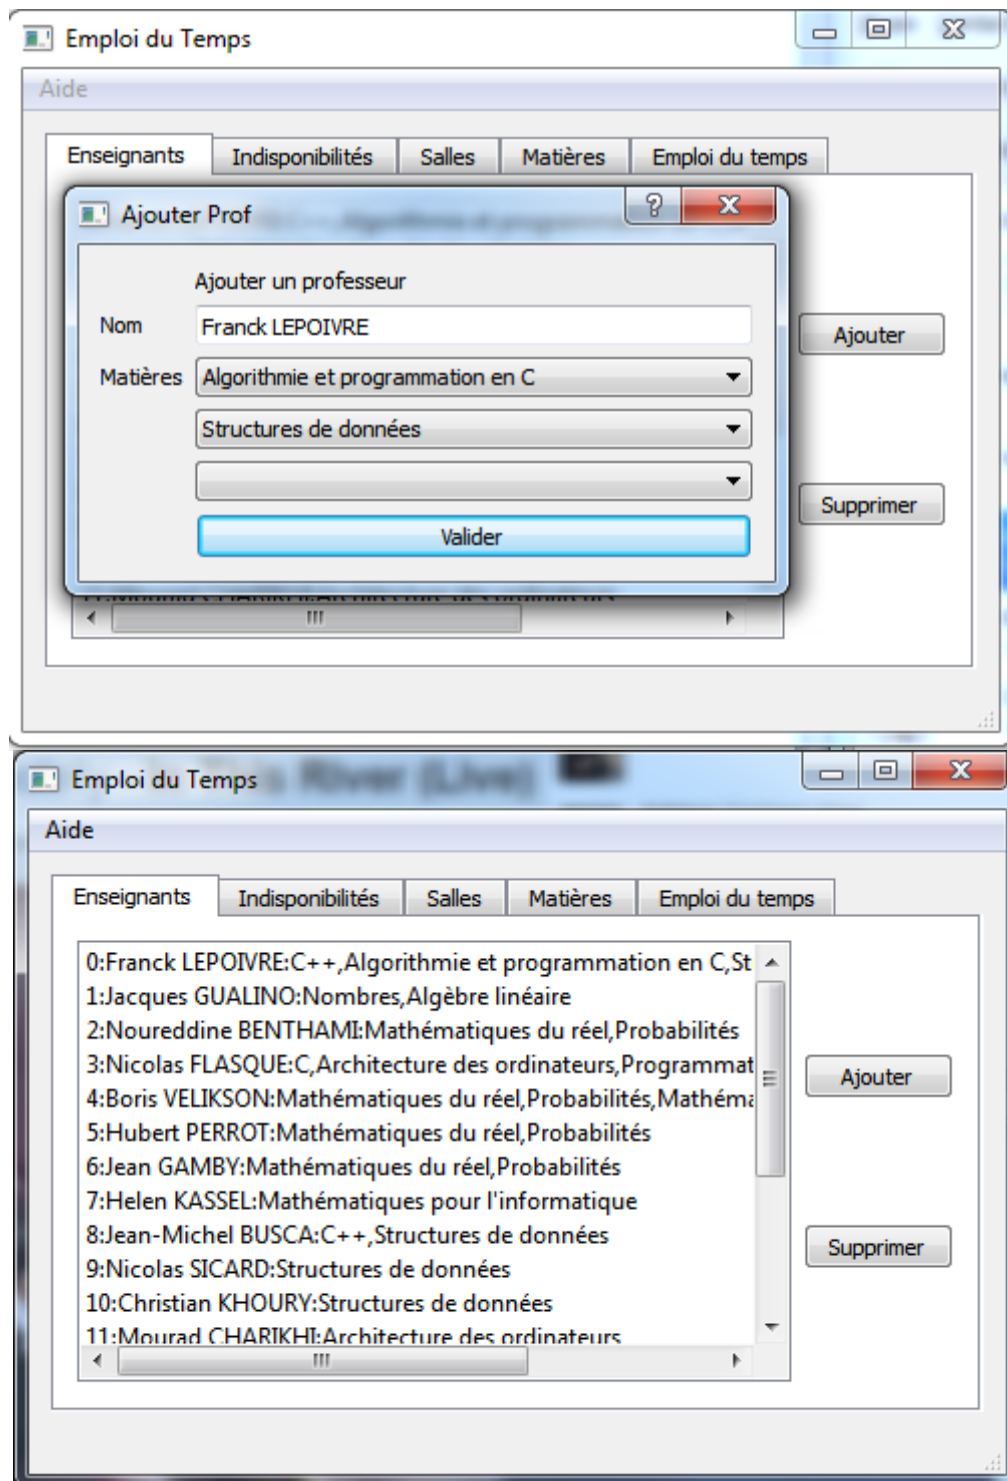 Emploi du Temps
Aide
Enseignants Indisponibilités Salles Matières Emploi du temps
Ajouter Prof
Ajouter un professeur
Nom Franck LEPOIVRE
Ajouter
Matières Algorithmie et programmation en C
Structures de données
Supprimer
Valider
Emploi du Temps
River (Live)
Aide
Enseignants Indisponibilités Salles Matières Emploi du temps
0:Franck LEPOIVRE:C++,Algorithmie et programmation en C,St
1:Jacques GUALINO:Nombres,Algèbre linéaire
2:Noureddine BENTHAMI:Mathématiques du réel,Probabilités
3:Nicolas FLASQUE:C,Architecture des ordinateurs,Programmat
Ajouter
4:Boris VELIKSON:Mathématiques du réel,Probabilités,Mathéma
5:Hubert PERROT:Mathématiques du réel,Probabilités
6:Jean GAMBY:Mathématiques du réel,Probabilités
7:Helen KASSEL:Mathématiques pour l'informatique
8:Jean-Michel BUSCA:C++,Structures de données
Supprimer
9:Nicolas SICARD:Structures de données
10:Christian KHOURY:Structures de données
11:Mourad CHARIKHI:Architecture des ordinateurs